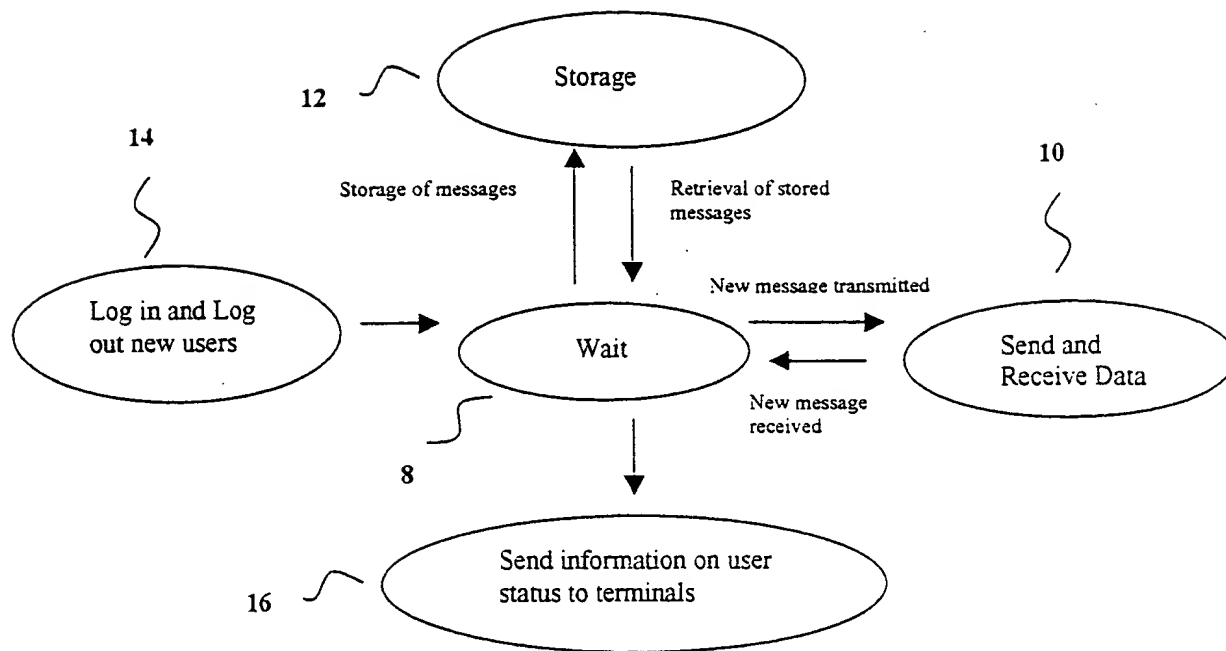 Storage
12
14
10
Storage of messages
Retrieval of stored
messages
Log in and Log
out new users
New message transmitted
Wait
Send and
Receive Data
New message
received
8
Send information on user
status to terminals
16